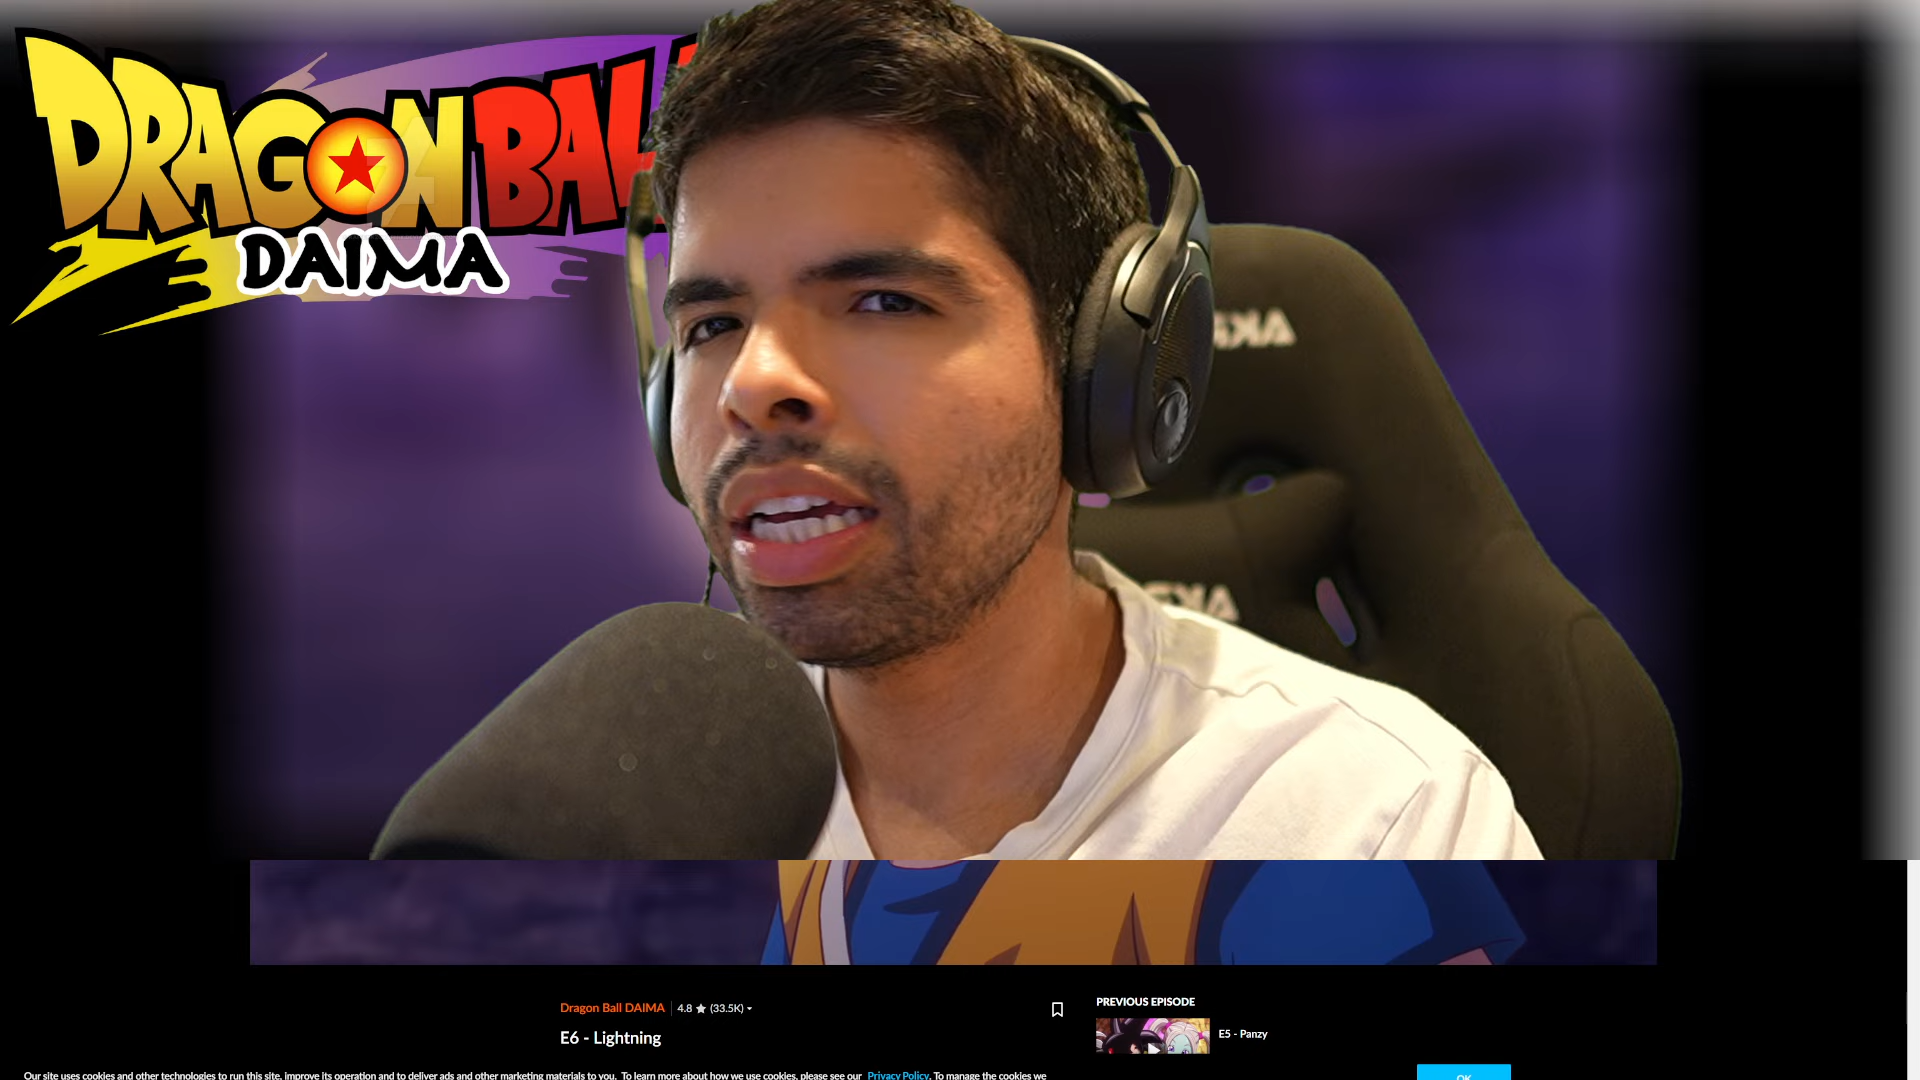 DRAGON BAL
DAIMA
Dragon Ball DAIMA
4.8 ★ (33.5K)
E6 - Lightning
PREVIOUS EPISODE
E5 - Panzy
Our site uses cookies and other technologies to run this site, improve its operation and to deliver ads and other marketing materials to you. To learn more about how we use cookies, please see our Privacy Policy. To manage the cookies we
OK